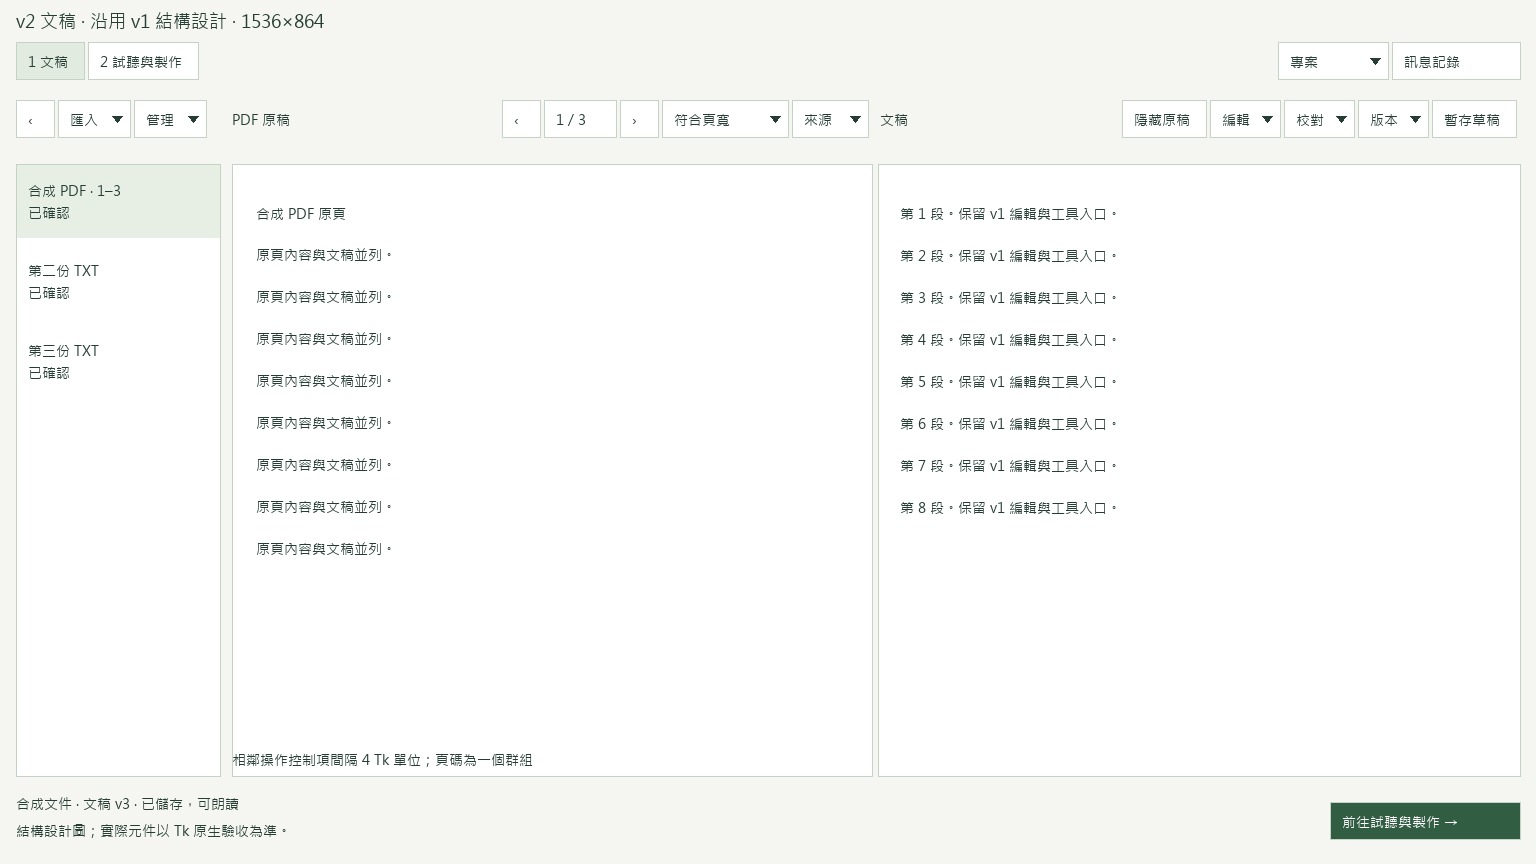 v2 文稿 · 沿用 v1 結構設計 · 1536×864
1 文稿
2 試聽與製作
專案
訊息記錄
‹
匯入
管理
PDF 原稿
‹
1 / 3
›
符合頁寬
來源
文稿
隱藏原稿
編輯
校對
版本
暫存草稿
合成 PDF · 1–3
已確認
第二份 TXT
已確認
第三份 TXT
已確認
合成 PDF 原頁
原頁內容與文稿並列。
原頁內容與文稿並列。
原頁內容與文稿並列。
原頁內容與文稿並列。
原頁內容與文稿並列。
原頁內容與文稿並列。
原頁內容與文稿並列。
原頁內容與文稿並列。
相鄰操作控制項間隔 4 Tk 單位；頁碼為一個群組
第 1 段。保留 v1 編輯與工具入口。
第 2 段。保留 v1 編輯與工具入口。
第 3 段。保留 v1 編輯與工具入口。
第 4 段。保留 v1 編輯與工具入口。
第 5 段。保留 v1 編輯與工具入口。
第 6 段。保留 v1 編輯與工具入口。
第 7 段。保留 v1 編輯與工具入口。
第 8 段。保留 v1 編輯與工具入口。
合成文件 · 文稿 v3 · 已儲存，可朗讀
結構設計圖；實際元件以 Tk 原生驗收為準。
前往試聽與製作 →